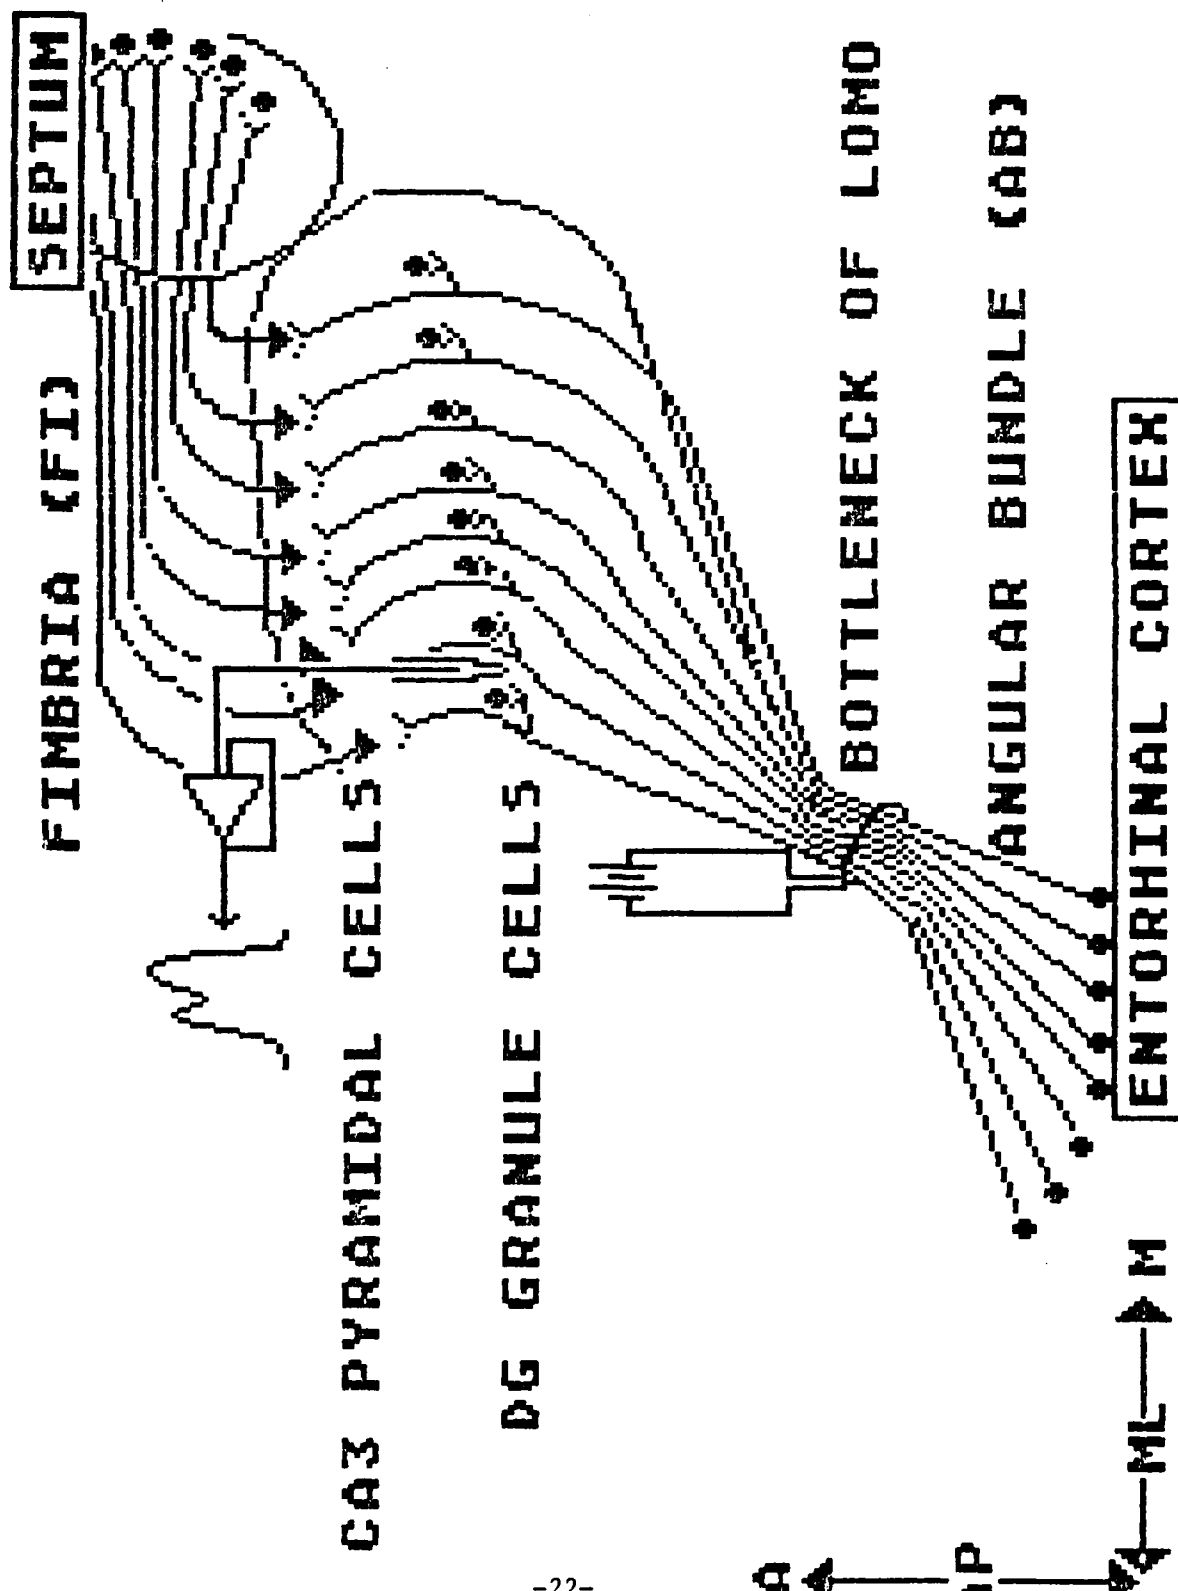 SEPTUM
FIMBRIA (FI)
CA3 PYRAMIDAL CELLS
DG GRANULE CELLS
BOTTLENECK OF LOMO
ANGULAR BUNDLE (AB)
ENTORHINAL CORTEX
A
ML
M
-22-